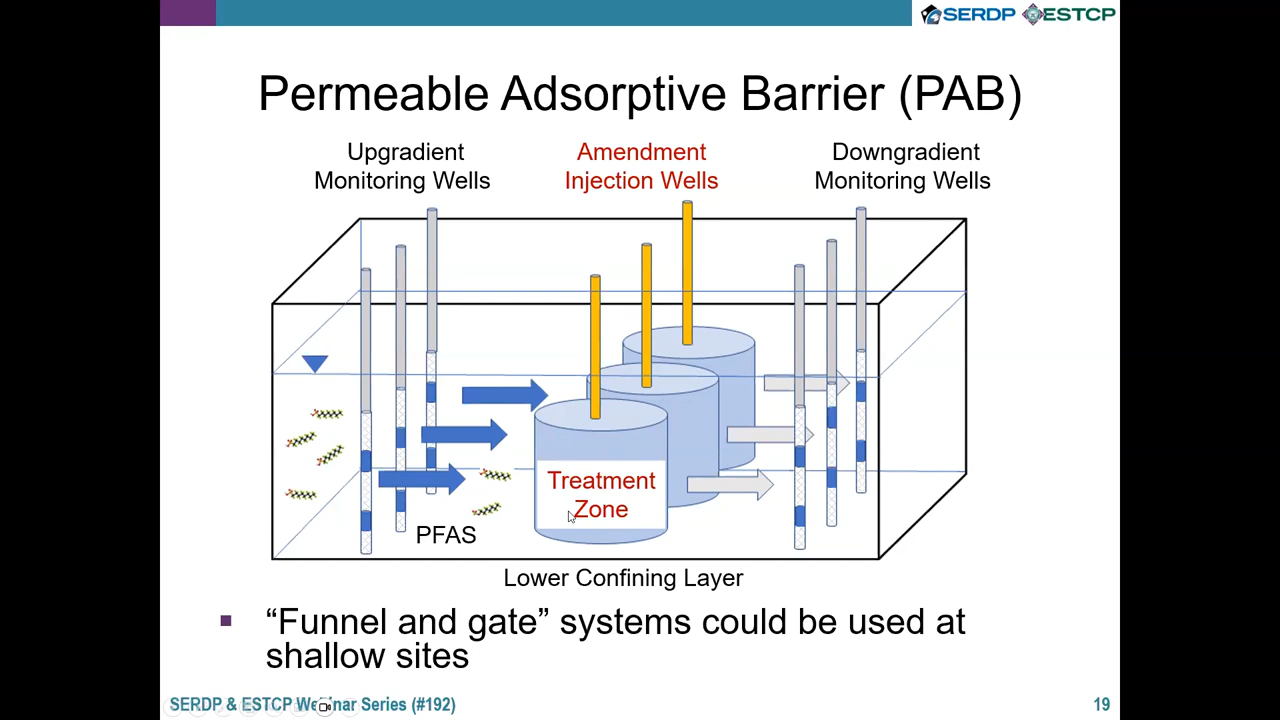 SERDP ESTCP
Permeable Adsorptive Barrier (PAB)
Upgradient
Monitoring Wells
Amendment
Injection Wells
Downgradient
Monitoring Wells
Treatment
Zone
PFAS
Lower Confining Layer
“Funnel and gate” systems could be used at
shallow sites
SERDP & ESTCP Webinar Series (#192)
19